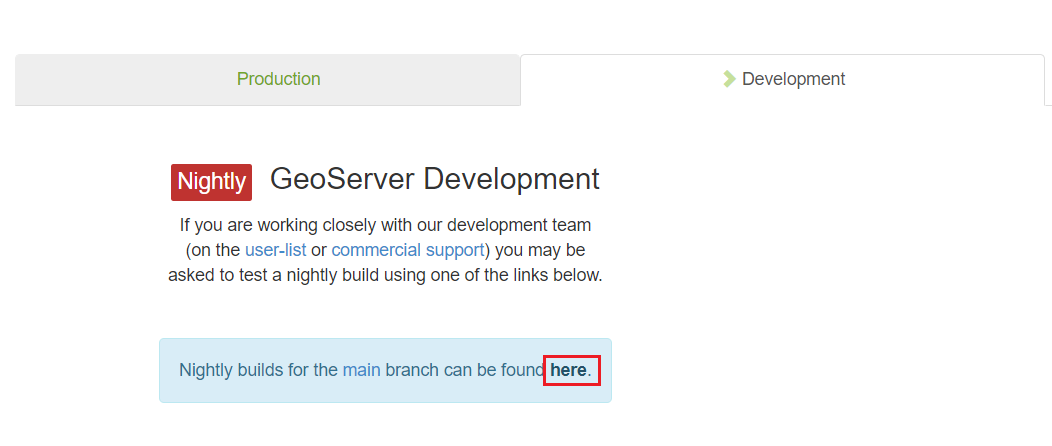 Production
Development
Nightly GeoServer Development
If you are working closely with our development team
(on the user-list or commercial support) you may be
asked to test a nightly build using one of the links below.
Nightly builds for the main branch can be found here.